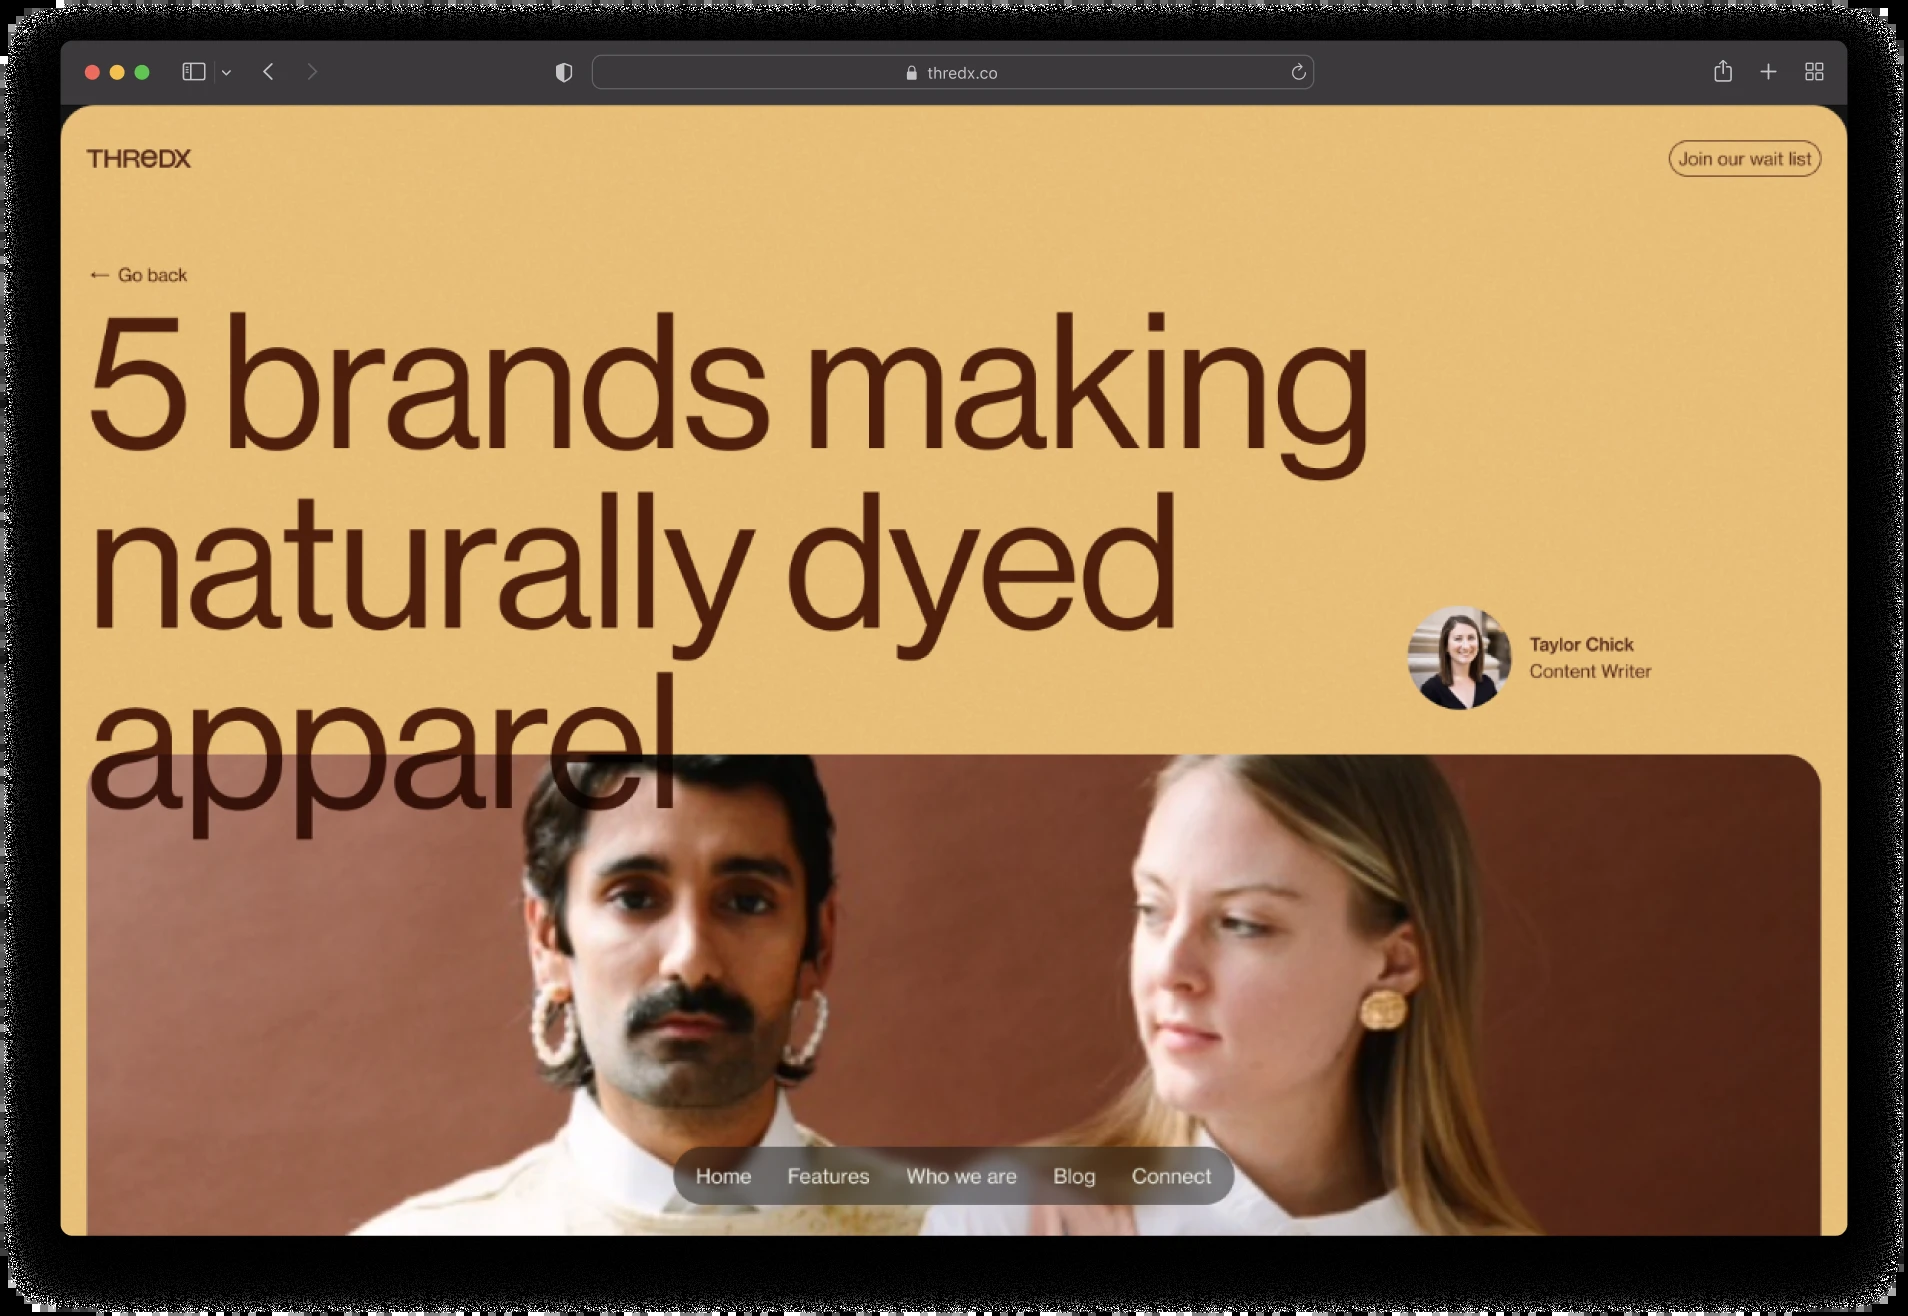 thredx.co
THReDX
Join our wait list
← Go back
5 brands making
naturally dyed
apparel
Taylor Chick
Content Writer
Home Features Who we are Blog Connect